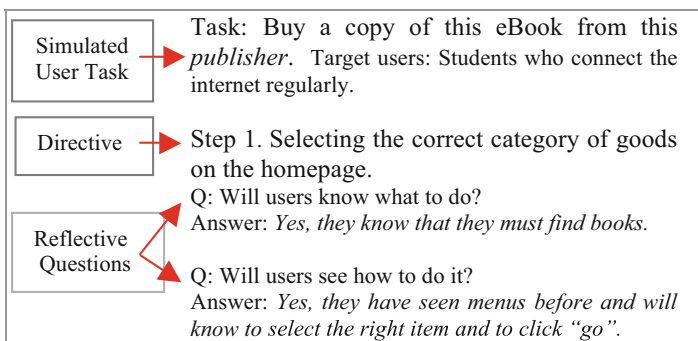 Simulated
User Task
Task: Buy a copy of this eBook from this
publisher. Target users: Students who connect the
internet regularly.
Directive
Step 1. Selecting the correct category of goods
on the homepage.
Reflective
Questions
Q: Will users know what to do?
Answer: Yes, they know that they must find books.
Q: Will users see how to do it?
Answer: Yes, they have seen menus before and will
know to select the right item and to click “go”.